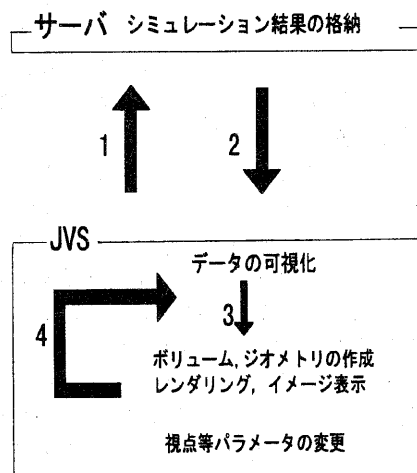 サーバ シミュレーション結果の格納
1
2
JVS
データの可視化
3
4
ボリューム,ジオメトリの作成
レンダリング, イメージ表示
視点等パラメータの変更